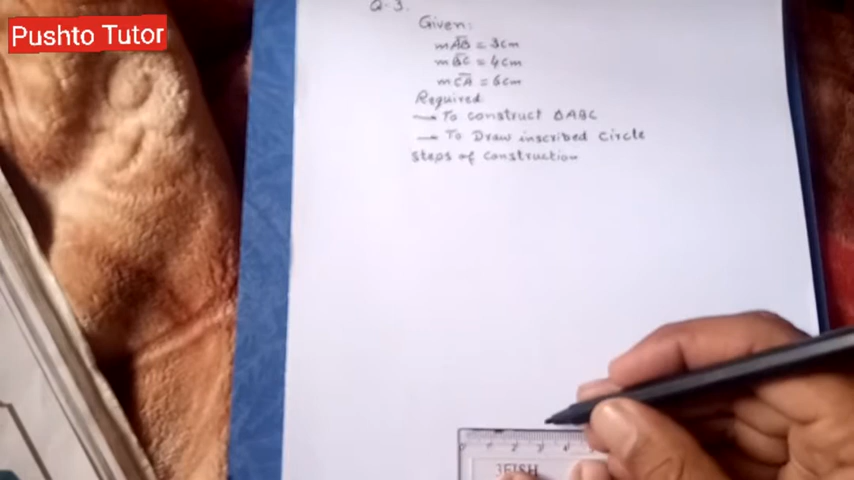 Pushto Tutor
Q-3.
Given:
mAB = 3cm
mBC = 4cm
mCA = 6cm
Required
→ To construct ΔABC
→ To Draw inscribed circle
steps of construction